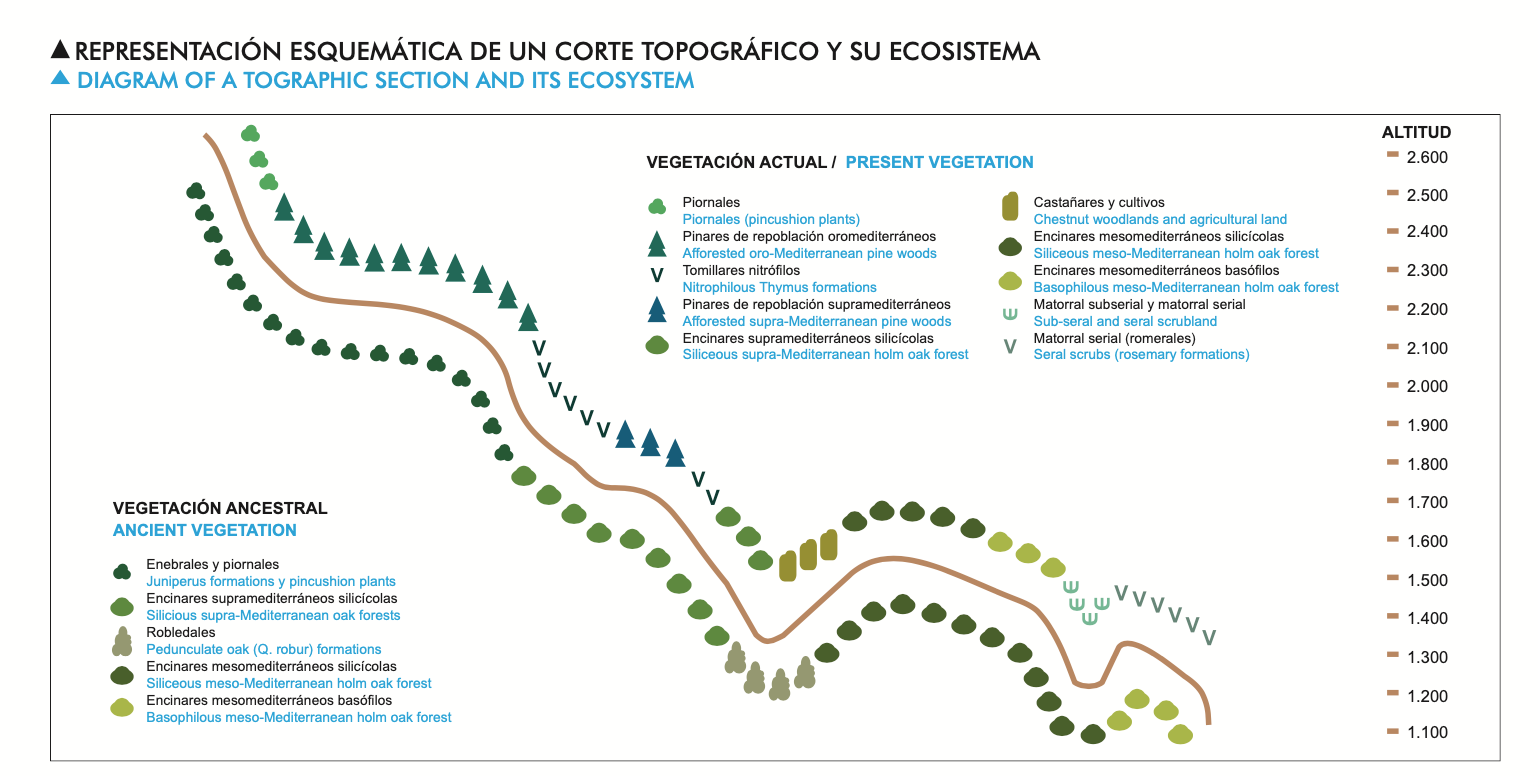 REPRESENTACIÓN ESQUEMÁTICA DE UN CORTE TOPOGRÁFICO Y SU ECOSISTEMA
DIAGRAM OF A TOGRAPHIC SECTION AND ITS ECOSYSTEM
VEGETACIÓN ACTUAL / PRESENT VEGETATION
Piornales
Piornales (pincushion plants)
Pinares de repoblación oromediterráneos
Afforested oro-Mediterranean pine woods
Tomillares nitrófilos
Nitrophilous Thymus formations
Pinares de repoblación supramediterráneos
Afforested supra-Mediterranean pine woods
Encinares supramediterráneos silicícolas
Siliceous supra-Mediterranean holm oak forest
Castañares y cultivos
Chestnut woodlands and agricultural land
Encinares mesomediterráneos silicícolas
Siliceous meso-Mediterranean holm oak forest
Encinares mesomediterráneos basófilos
Basophilous meso-Mediterranean holm oak forest
Matorral subserial y matorral serial
Sub-seral and seral scrubland
Matorral serial (romerales)
Seral scrubs (rosemary formations)
ALTITUD
2.600
2.500
2.400
2.300
2.200
2.100
2.000
1.900
1.800
1.700
1.600
1.500
1.400
1.300
1.200
1.100
VEGETACIÓN ANCESTRAL
ANCIENT VEGETATION
Enebrales y piornales
Juniperus formations y pincushion plants
Encinares supramediterráneos silicícolas
Silicious supra-Mediterranean oak forests
Robledales
Pedunculate oak (Q. robur) formations
Encinares mesomediterráneos silicícolas
Siliceous meso-Mediterranean holm oak forest
Encinares mesomediterráneos basófilos
Basophilous meso-Mediterranean holm oak forest